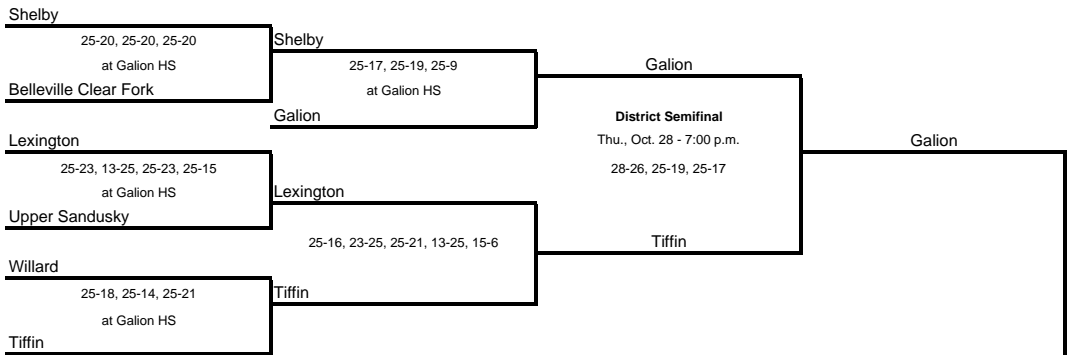 Shelby
25-20, 25-20, 25-20
at Galion HS
Belleville Clear Fork
Shelby
25-17, 25-19, 25-9
at Galion HS
Galion
Galion
Lexington
25-23, 13-25, 25-23, 25-15
at Galion HS
Upper Sandusky
Lexington
25-16, 23-25, 25-21, 13-25, 15-6
Willard
25-18, 25-14, 25-21
at Galion HS
Tiffin
Tiffin
Tiffin
District Semifinal
Thu., Oct. 28 - 7:00 p.m.
28-26, 25-19, 25-17
Galion